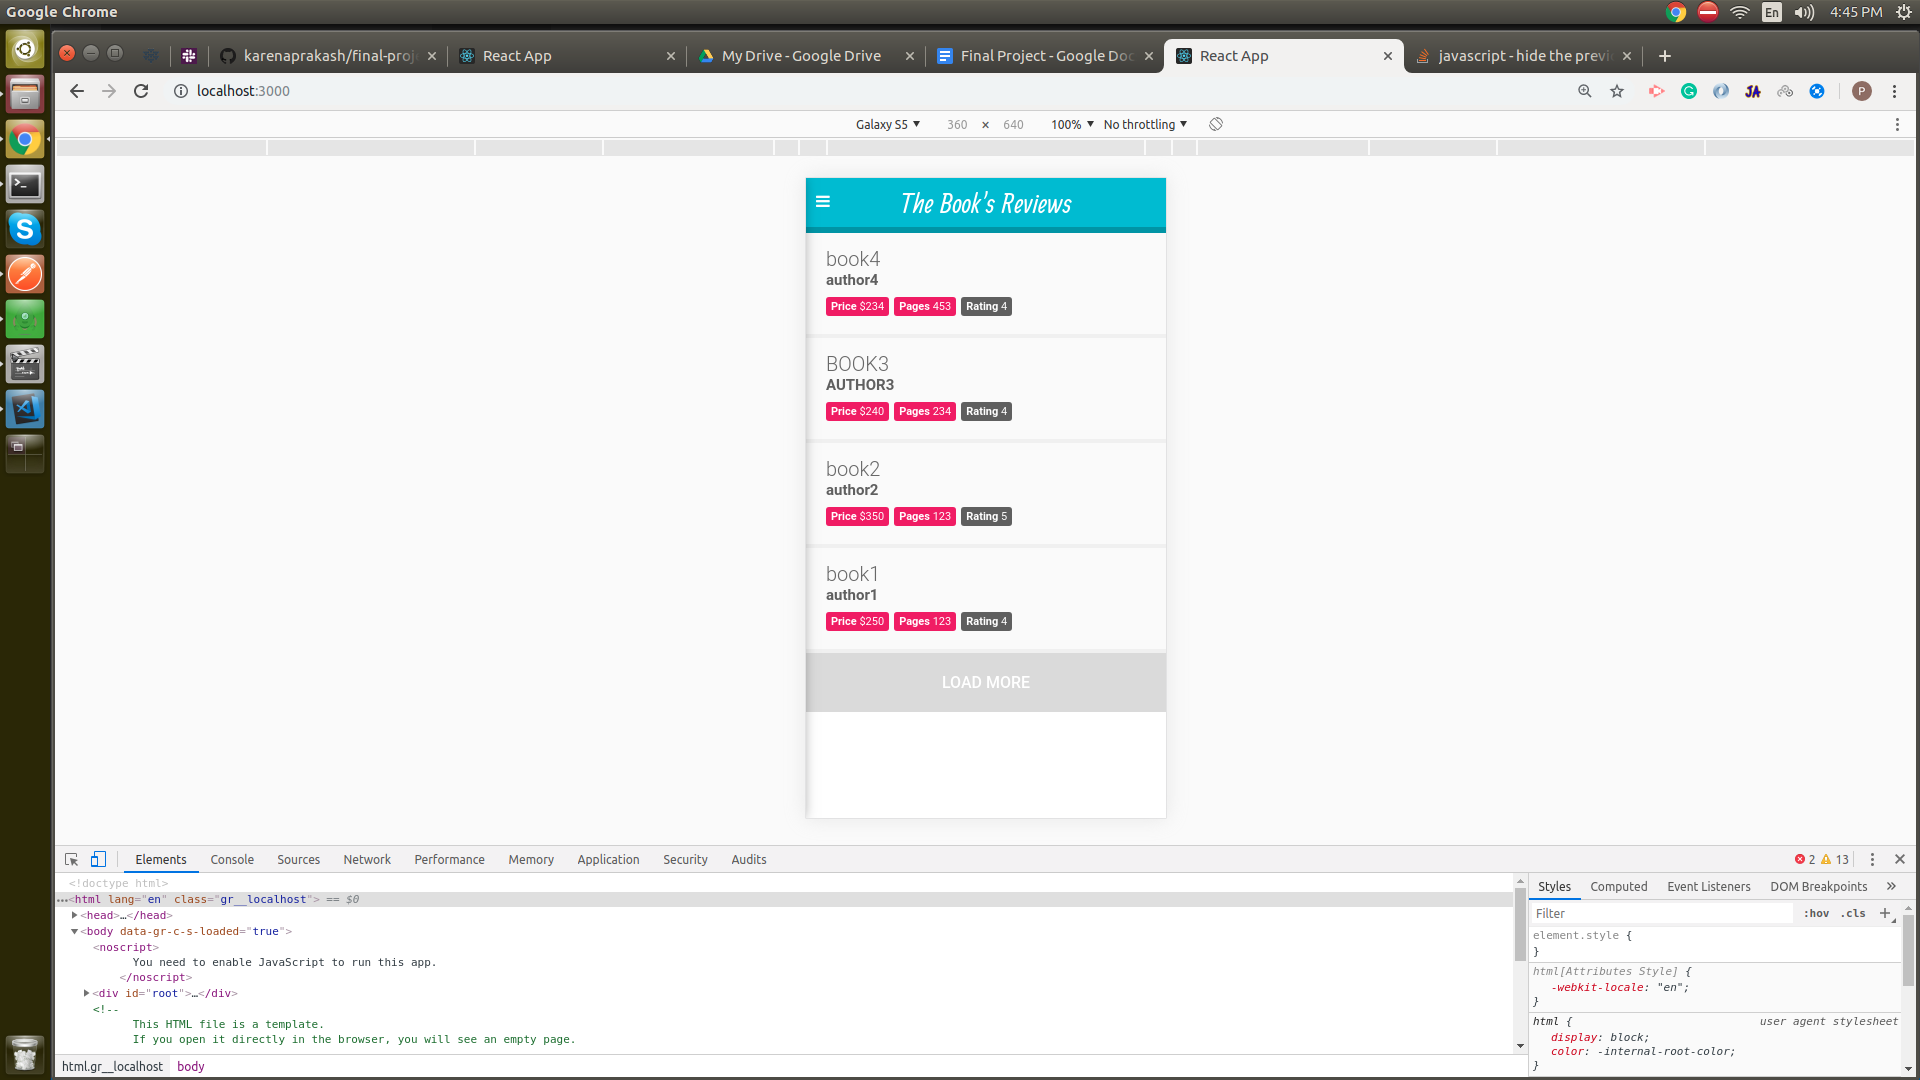 Google Chrome
En
4:45 PM
karenaprakash/final-proj
React App
My Drive - Google Drive
Final Project - Google Doc
React App
javascript - hide the previ
localhost:3000
JA
P
Galaxy S5 ▼ 360 × 640 100% ▼ No throttling ▼
The Book's Reviews
book4
author4
Price $234 Pages 453 Rating 4
BOOK3
AUTHOR3
Price $240 Pages 234 Rating 4
book2
author2
Price $350 Pages 123 Rating 5
book1
author1
Price $250 Pages 123 Rating 4
LOAD MORE
Elements Console Sources Network Performance Memory Application Security Audits 2 13
<!doctype html>
<html lang="en" class="gr__localhost"> == $0
<head>…</head>
<body data-gr-c-s-loaded="true">
<noscript>
You need to enable JavaScript to run this app.
</noscript>
<div id="root">…</div>
<!--
This HTML file is a template.
If you open it directly in the browser, you will see an empty page.
html.gr__localhost body
Styles Computed Event Listeners DOM Breakpoints »
Filter :hov .cls +
element.style {
}
html[Attributes Style] {
-webkit-locale: "en";
}
html { user agent stylesheet
display: block;
color: -internal-root-color;
}